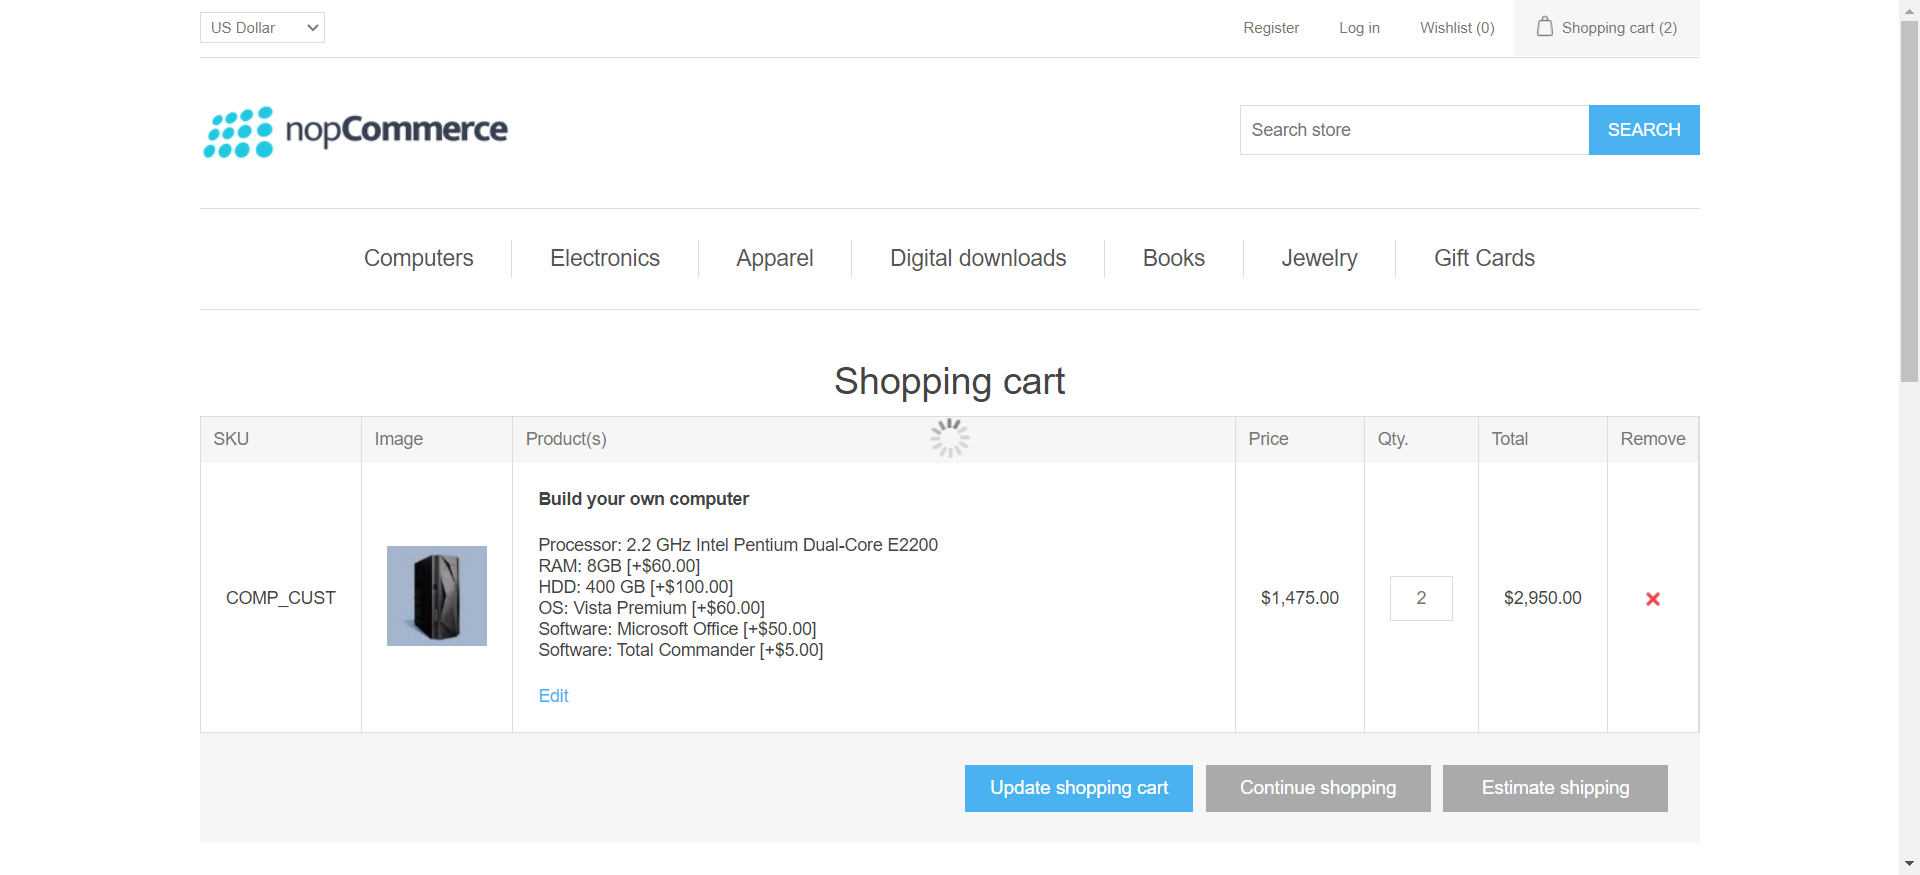 US Dollar
Register
Log in
Wishlist (0)
Shopping cart (2)
nopCommerce
Search store
SEARCH
Computers
Electronics
Apparel
Digital downloads
Books
Jewelry
Gift Cards
Shopping cart
SKU
Image
Product(s)
Price
Qty.
Total
Remove
COMP_CUST
Build your own computer
Processor: 2.2 GHz Intel Pentium Dual-Core E2200
RAM: 8GB [+$60.00]
HDD: 400 GB [+$100.00]
OS: Vista Premium [+$60.00]
Software: Microsoft Office [+$50.00]
Software: Total Commander [+$5.00]
Edit
$1,475.00
2
$2,950.00
Update shopping cart
Continue shopping
Estimate shipping